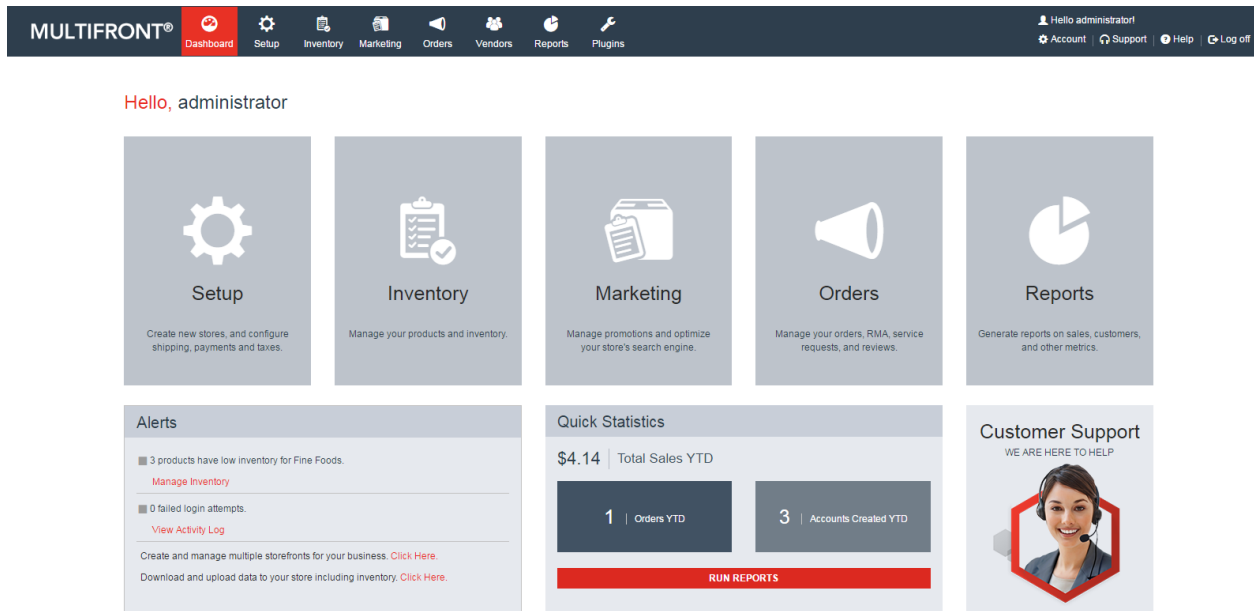 MULTIFRONT®
Dashboard
Setup
Inventory
Marketing
Orders
Vendors
Reports
Plugins
Hello administrator!
Account | Support | Help | Log off
Hello, administrator
Setup
Create new stores, and configure
shipping, payments and taxes.
Inventory
Manage your products and inventory.
Marketing
Manage promotions and optimize
your store's search engine.
Orders
Manage your orders, RMA, service
requests, and reviews.
Reports
Generate reports on sales, customers,
and other metrics.
Alerts
3 products have low inventory for Fine Foods.
Manage Inventory
0 failed login attempts.
View Activity Log
Create and manage multiple storefronts for your business. Click Here.
Download and upload data to your store including inventory. Click Here.
Quick Statistics
$4.14 | Total Sales YTD
1 | Orders YTD
3 | Accounts Created YTD
RUN REPORTS
Customer Support
WE ARE HERE TO HELP